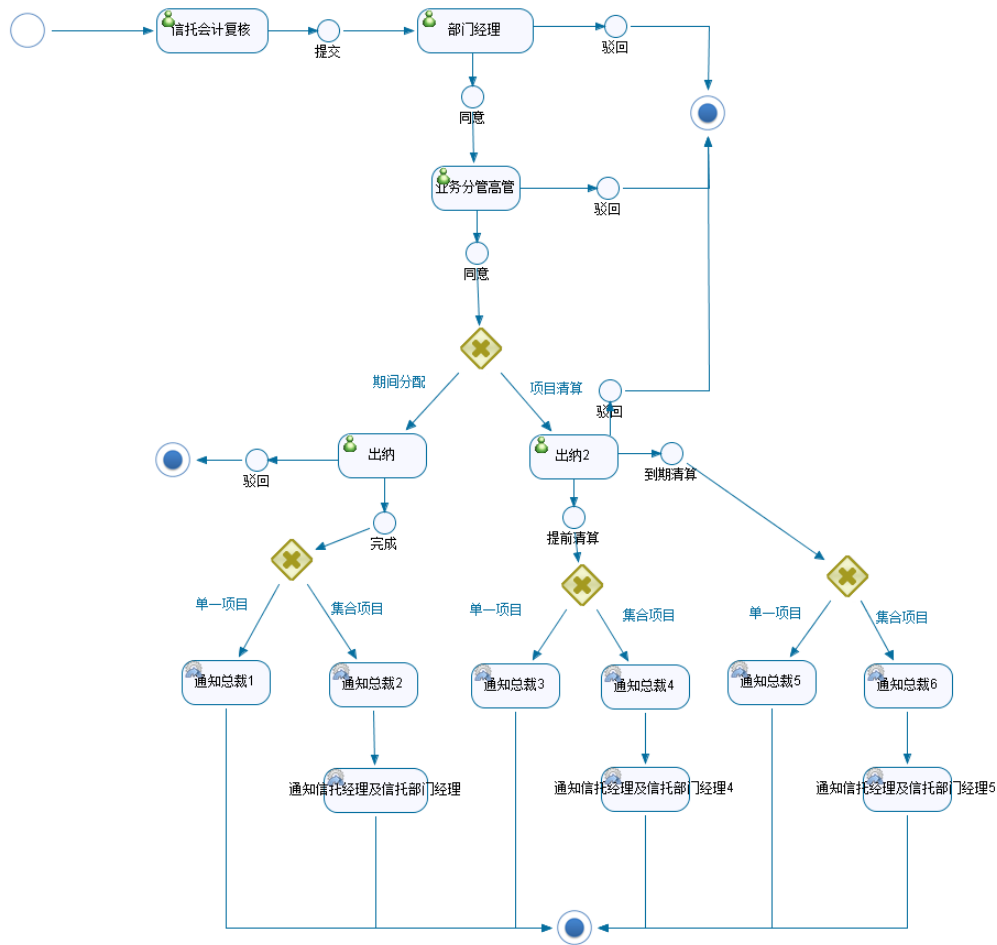 信托会计复核
提交
部门经理
驳回
同意
业务分管高管
驳回
同意
期间分配
项目清算
驳回
出纳
出纳2
驳回
到期清算
完成
提前清算
单一项目
集合项目
单一项目
集合项目
单一项目
集合项目
通知总裁1
通知总裁2
通知总裁3
通知总裁4
通知总裁5
通知总裁6
通知信托经理及信托部门经理
通知信托经理及信托部门经理4
通知信托经理及信托部门经理5